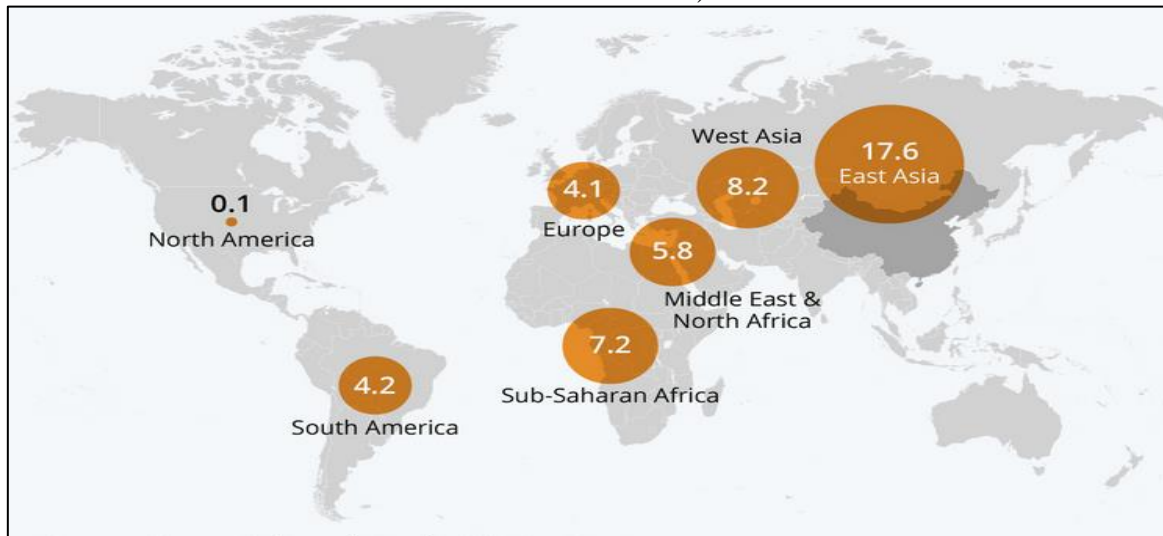 West Asia
17.6
East Asia
8.2
4.1
Europe
0.1
North America
5.8
Middle East &
North Africa
7.2
Sub-Saharan Africa
4.2
South America